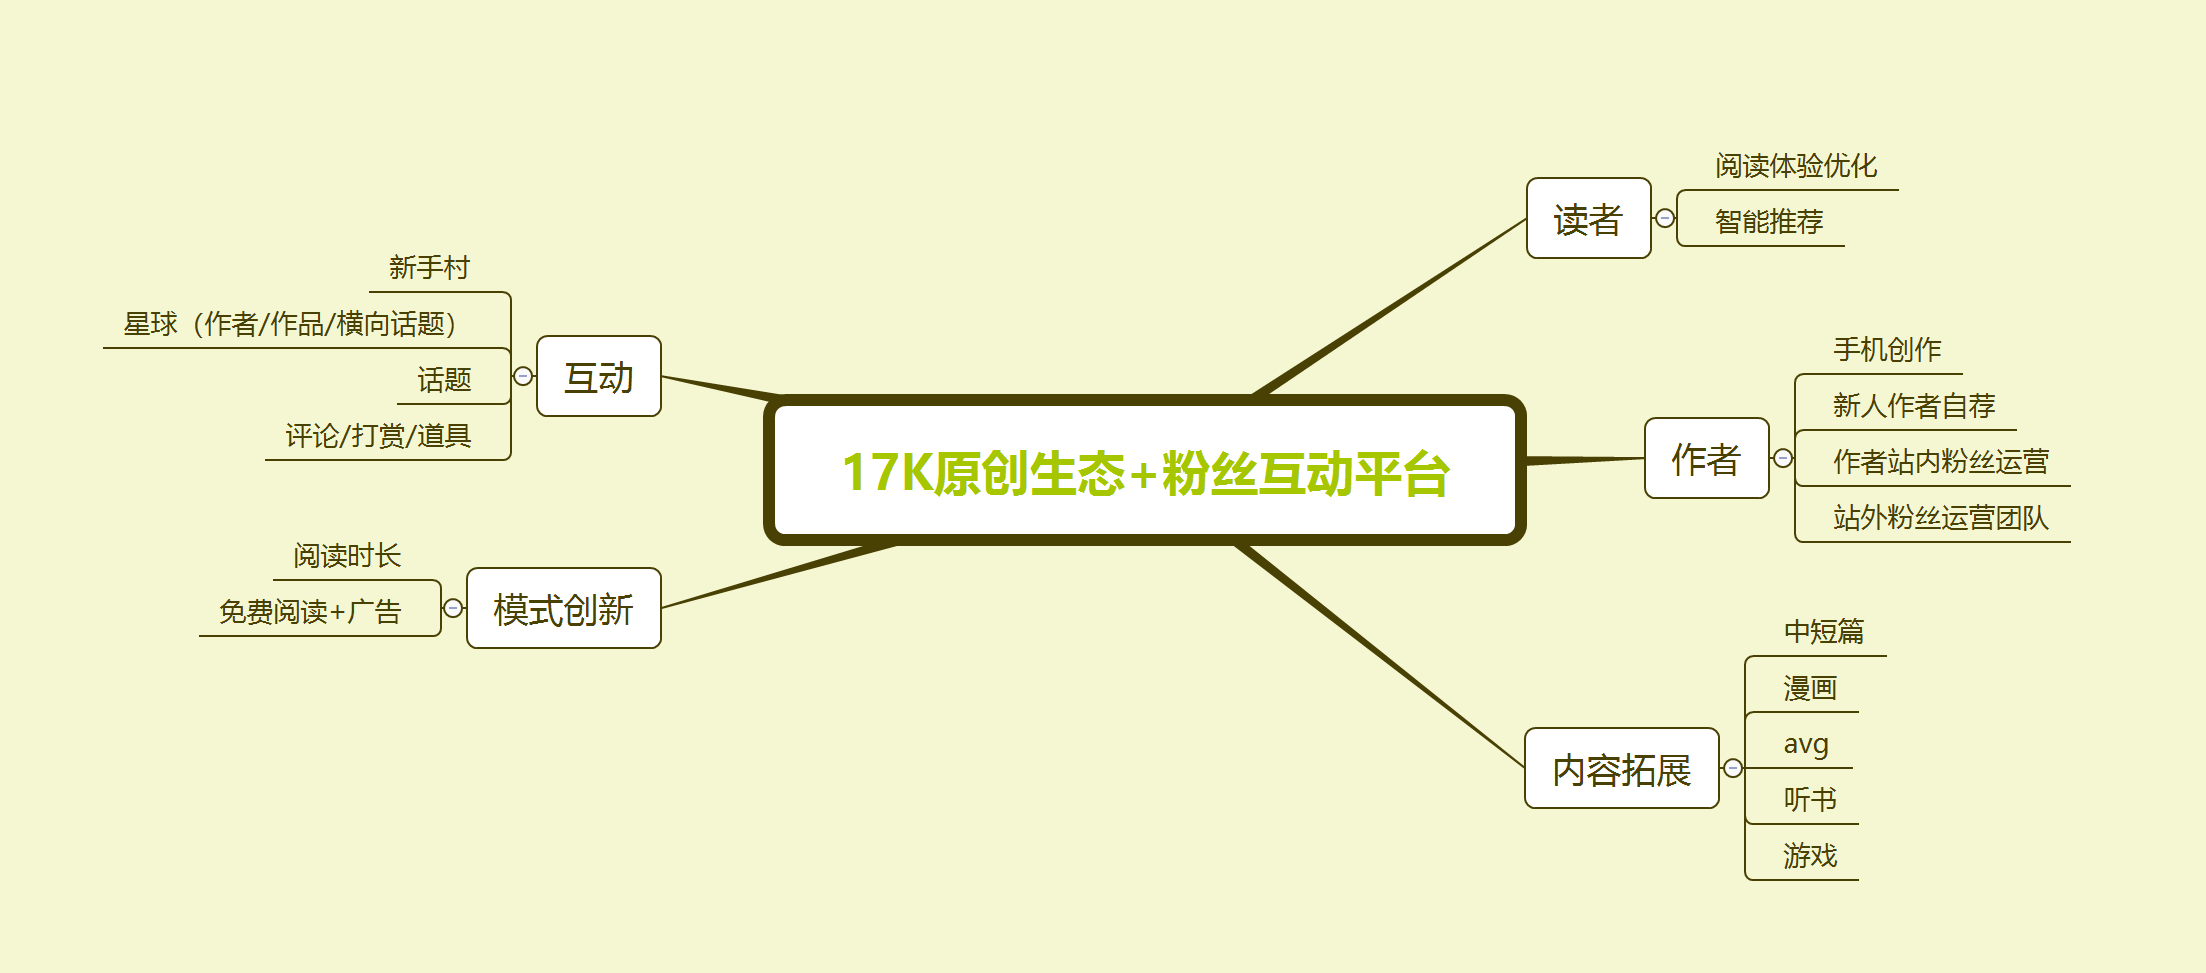 17K原创生态+粉丝互动平台
读者
阅读体验优化
智能推荐
作者
手机创作
新人作者自荐
作者站内粉丝运营
站外粉丝运营团队
内容拓展
中短篇
漫画
avg
听书
游戏
互动
新手村
星球（作者/作品/横向话题）
话题
评论/打赏/道具
模式创新
阅读时长
免费阅读+广告